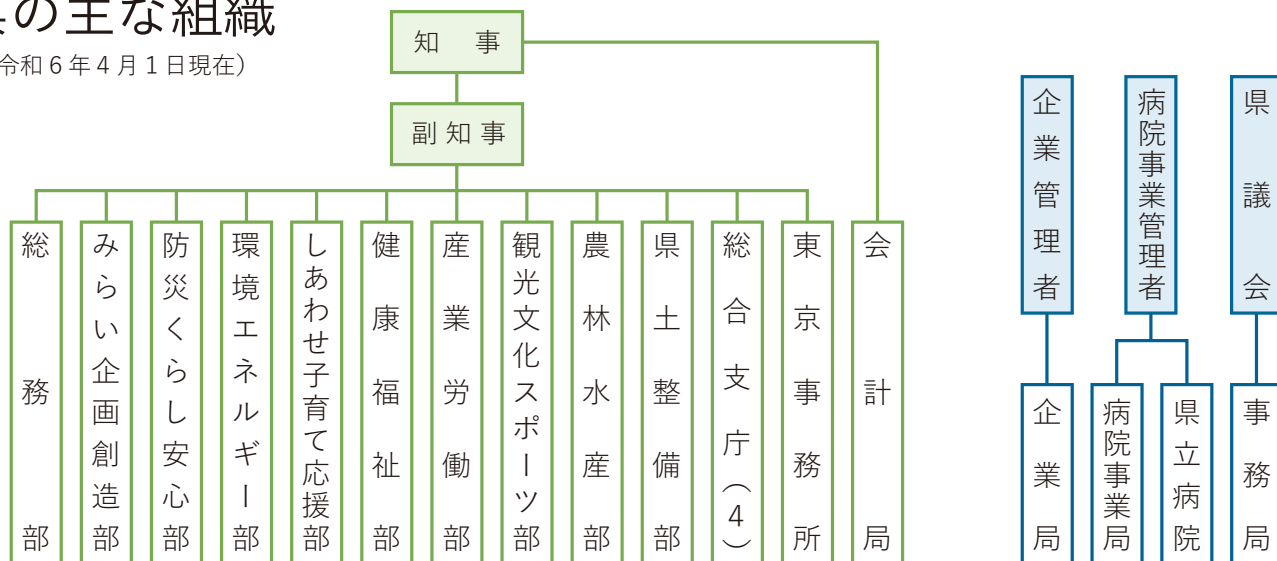 の主な組織
令和6年4月1日現在）
知事
副知事
総務部
みらい企画創造部
防災くらし安心部
環境エネルギー部
しあわせ子育て応援部
健康福祉部
産業労働部
観光文化スポーツ部
農林水産部
県土整備部
総合支庁（4）
東京事務所
会計局
企業管理者
病院事業管理者
県議会
企業局
病院事業局
県立病院
事務局